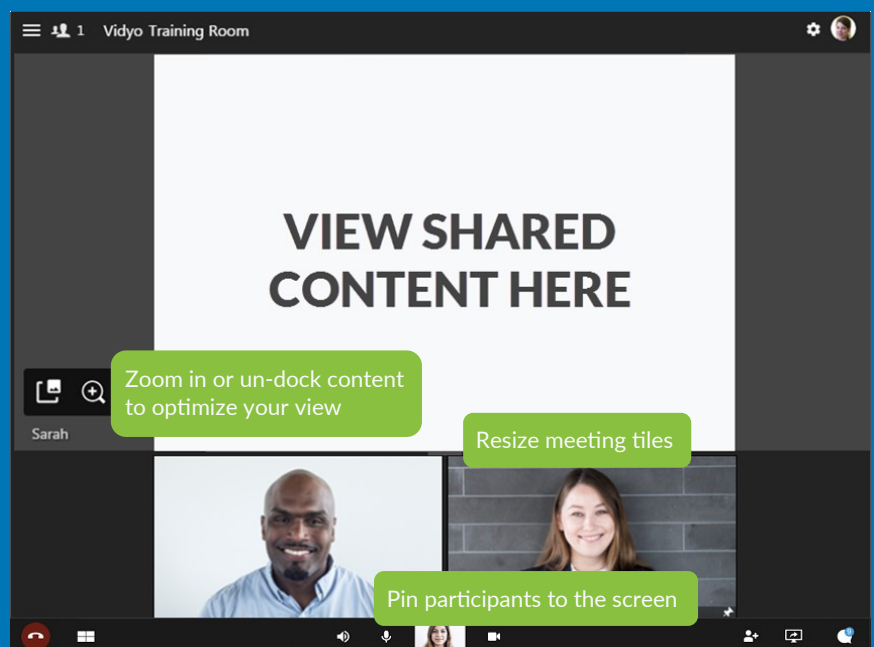 1 Vidyo Training Room
VIEW SHARED
CONTENT HERE
Zoom in or un-dock content
to optimize your view
Sarah
Resize meeting tiles
Pin participants to the screen